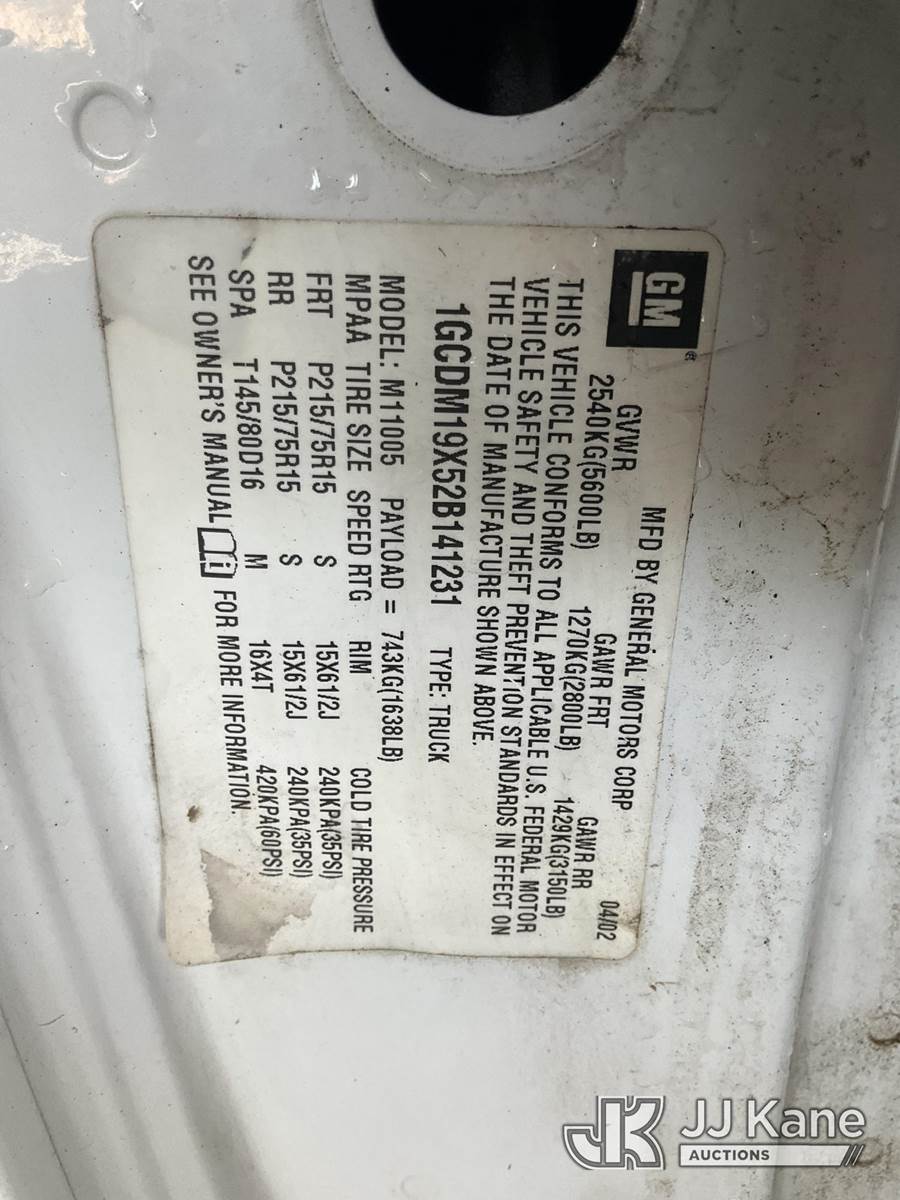 GM
MFD BY GENERAL MOTORS CORP 04/02
GVWR GAWR FRT GAWR RR
2540KG(5600LB) 1270KG(2800LB) 1429KG(3150LB)
THIS VEHICLE CONFORMS TO ALL APPLICABLE U.S. FEDERAL MOTOR
VEHICLE SAFETY AND THEFT PREVENTION STANDARDS IN EFFECT ON
THE DATE OF MANUFACTURE SHOWN ABOVE.
1GCDM19X52B141231 TYPE: TRUCK
MODEL: M11005 PAYLOAD = 743KG(1638LB)
MPAA TIRE SIZE SPEED RTG RIM COLD TIRE PRESSURE
FRT P215/75R15 S 15X61/2J 240KPA(35PSI)
RR P215/75R15 S 15X61/2J 240KPA(35PSI)
SPA T145/80D16 M 16X4T 420KPA(60PSI)
SEE OWNER'S MANUAL FOR MORE INFORMATION.
JK JJ Kane
AUCTIONS